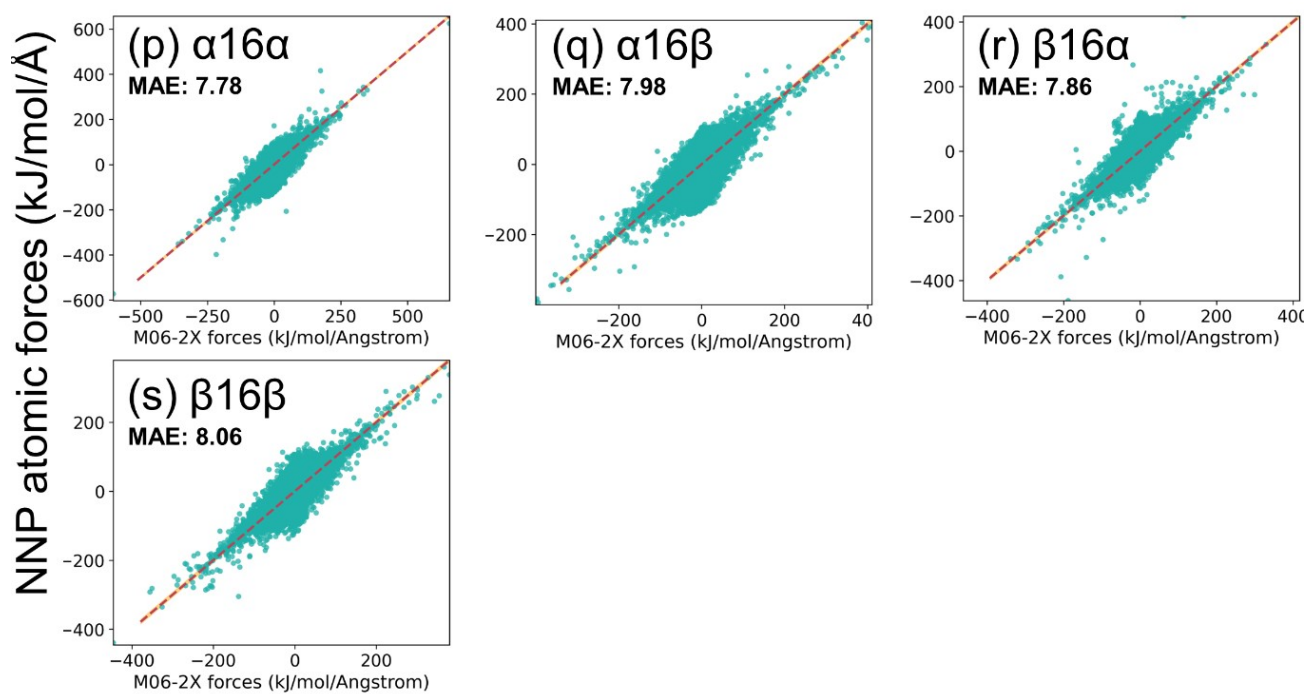 NNP atomic forces (kJ/mol/Å)
(p) α16α
MAE: 7.78
600
400
200
0
−200
−400
−600
−500
−250
0
250
500
M06-2X forces (kJ/mol/Angstrom)
(q) α16β
MAE: 7.98
400
200
0
−200
−200
0
200
40
M06-2X forces (kJ/mol/Angstrom)
(r) β16α
MAE: 7.86
400
200
0
−200
−400
−400
−200
0
200
400
M06-2X forces (kJ/mol/Angstrom)
(s) β16β
MAE: 8.06
200
0
−200
−400
−400
−200
0
200
M06-2X forces (kJ/mol/Angstrom)